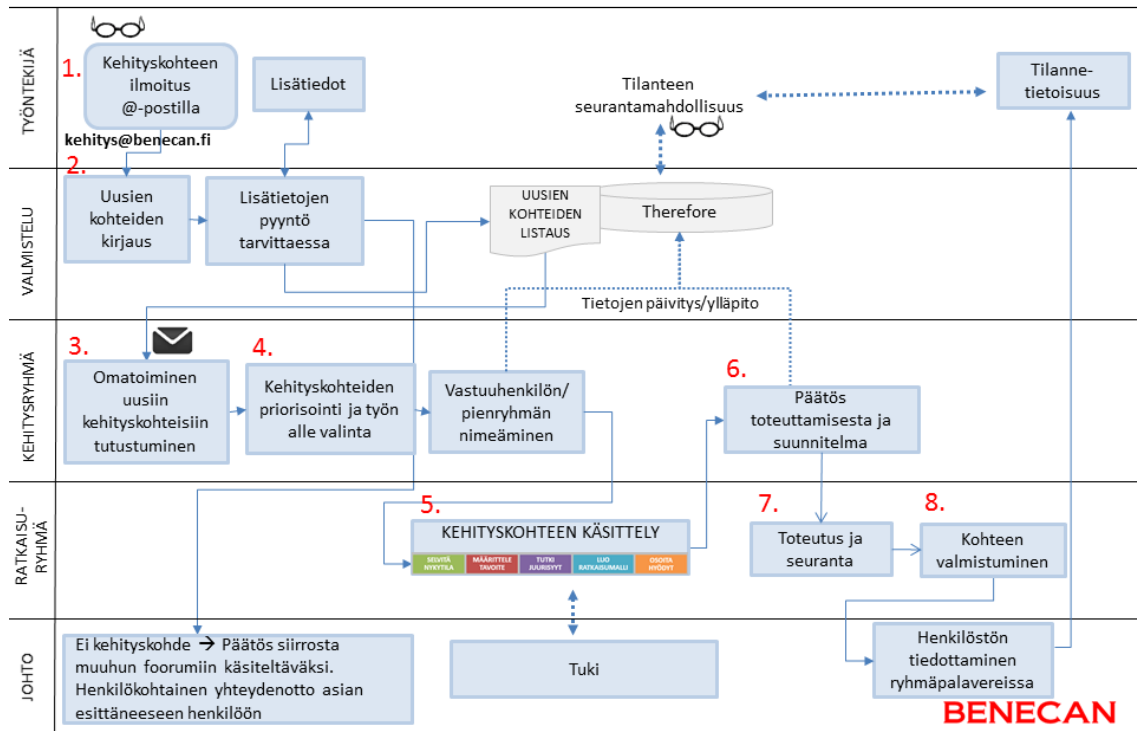 TYÖNTEKIJÄ
1.
Kehityskohteen
ilmoitus
@-postilla
kehitys@benecan.fi
Lisätiedot
Tilanteen
seurantamahdollisuus
Tilanne-
tietoisuus
VALMISTELU
2.
Uusien
kohteiden
kirjaus
Lisätietojen
pyyntö
tarvittaessa
UUSIEN
KOHTEIDEN
LISTAUS
Therefore
Tietojen päivitys/ylläpito
KEHITYSRYHMÄ
3.
Omatoiminen
uusiin
kehityskohteisiin
tutustuminen
4.
Kehityskohteiden
priorisointi ja työn
alle valinta
Vastuuhenkilön/
pienryhmän
nimeäminen
6.
Päätös
toteuttamisesta ja
suunnitelma
RATKAISU-
RYHMÄ
5.
KEHITYSKOHTEEN KÄSITTELY
SELVITÄ
NYKYTILA
MÄÄRITTELE
TAVOITE
TUTKI
JUURISYYT
LUO
RATKAISUMALLI
OSOITA
HYÖDYT
7.
Toteutus ja
seuranta
8.
Kohteen
valmistuminen
JOHTO
Ei kehityskohde → Päätös siirrosta
muuhun foorumiin käsiteltäväksi.
Henkilökohtainen yhteydenotto asian
esittäneeseen henkilöön
Tuki
Henkilöstön
tiedottaminen
ryhmäpalavereissa
BENECAN